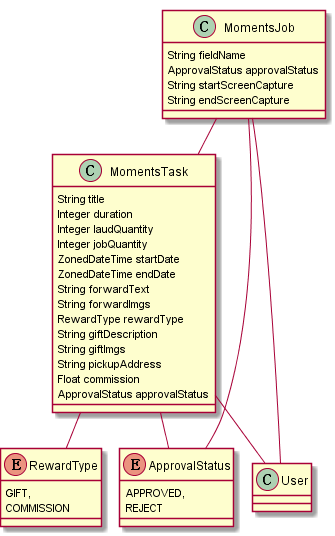 C MomentsJob
String fieldName
ApprovalStatus approvalStatus
String startScreenCapture
String endScreenCapture
C MomentsTask
String title
Integer duration
Integer laudQuantity
Integer jobQuantity
ZonedDateTime startDate
ZonedDateTime endDate
String forwardText
String forwardImgs
RewardType rewardType
String giftDescription
String giftImgs
String pickupAddress
Float commission
ApprovalStatus approvalStatus
E RewardType
GIFT,
COMMISSION
E ApprovalStatus
APPROVED,
REJECT
C User